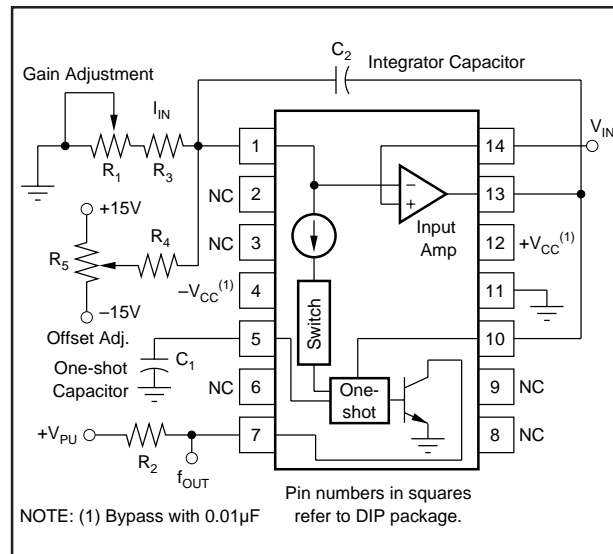 C2
Integrator Capacitor
Gain Adjustment
IIN
VIN
R1
R3
1
14
NC
2
13
+15V
R4
NC
3
12
+VCC(1)
R5
Input
Amp
−VCC(1)
4
11
−15V
Offset Adj.
Switch
5
10
One-shot
Capacitor
C1
NC
6
One-
shot
9
NC
+VPU
R2
7
8
NC
fOUT
Pin numbers in squares
refer to DIP package.
NOTE: (1) Bypass with 0.01µF
− 
+